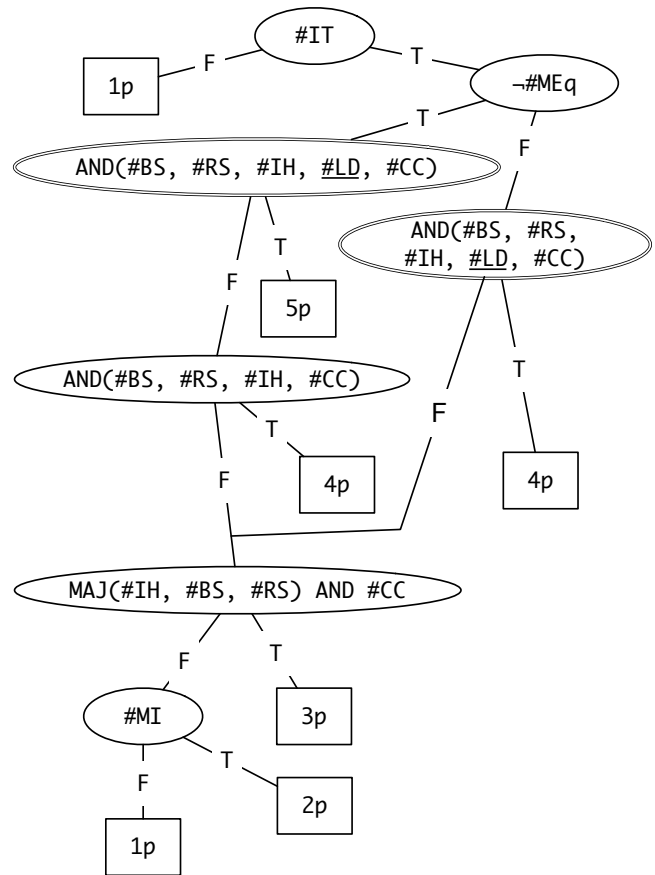 #IT
F
T
1p
¬#MEq
T
F
AND(#BS, #RS, #IH, #LD, #CC)
AND(#BS, #RS,
#IH, #LD, #CC)
T
F
5p
T
AND(#BS, #RS, #IH, #CC)
F
T
F
4p
4p
MAJ(#IH, #BS, #RS) AND #CC
F
T
#MI
3p
T
F
2p
1p